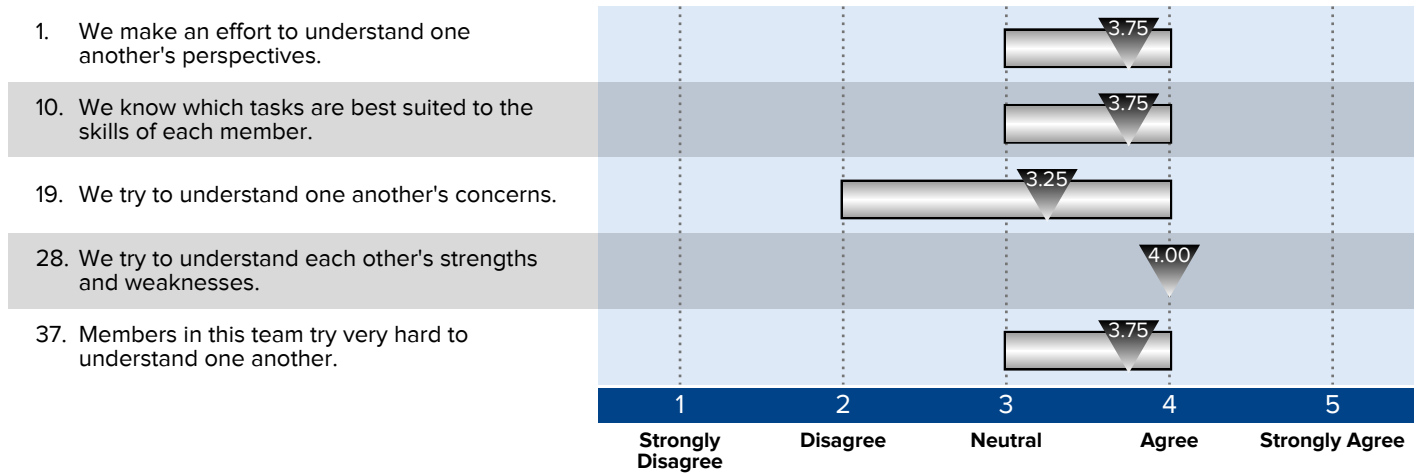 1. We make an effort to understand one
another's perspectives.
3.75
10. We know which tasks are best suited to the
skills of each member.
3.75
19. We try to understand one another's concerns.
3.25
28. We try to understand each other's strengths
and weaknesses.
4.00
37. Members in this team try very hard to
understand one another.
3.75
1 2 3 4 5
Strongly Disagree Neutral Agree Strongly Agree
Disagree